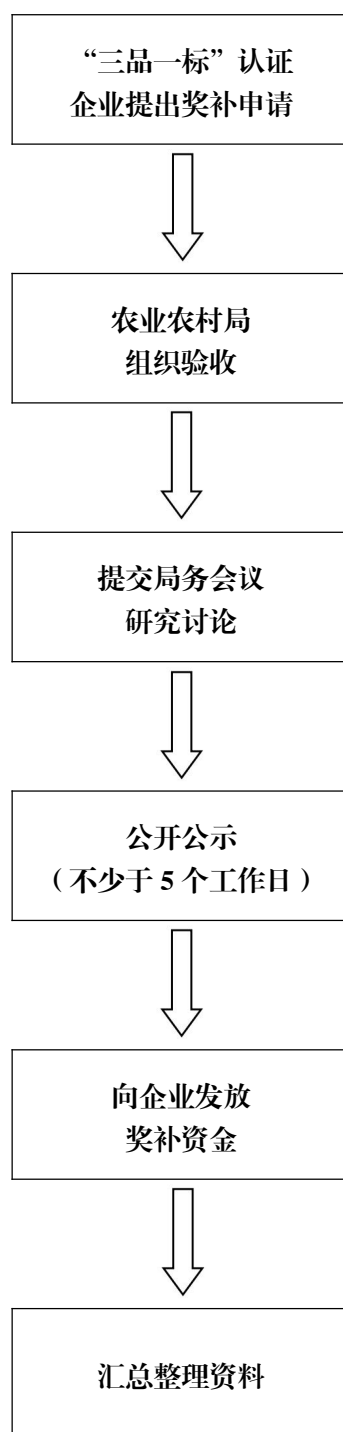 “三品一标”认证
企业提出奖补申请
农业农村局
组织验收
提交局务会议
研究讨论
公开公示
（不少于 5 个工作日）
向企业发放
奖补资金
汇总整理资料